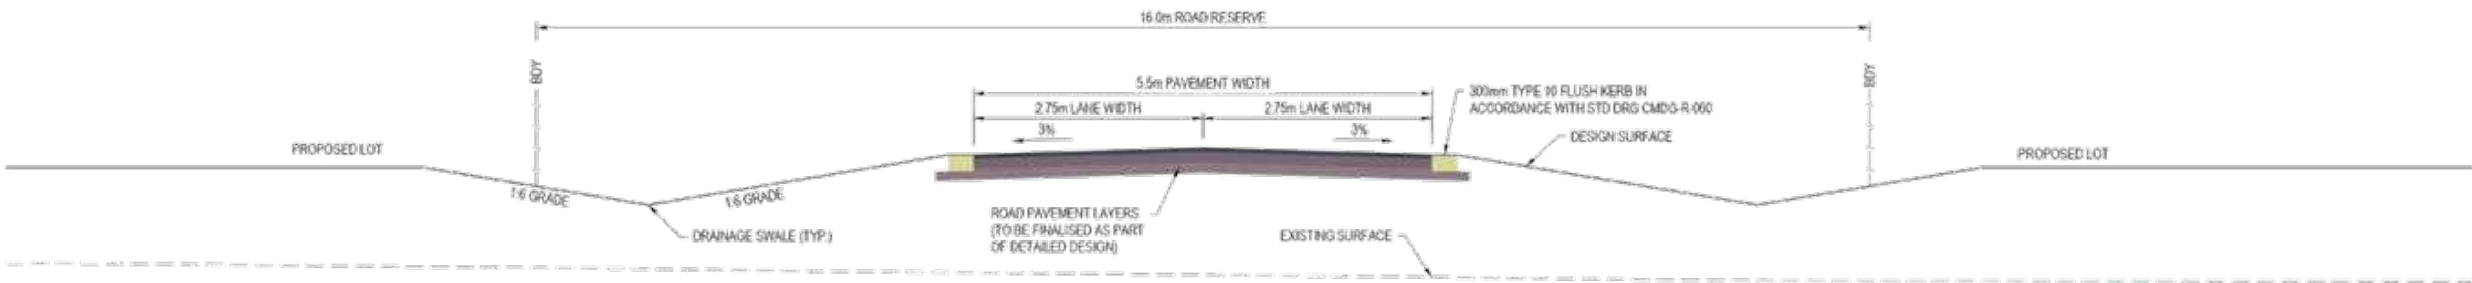 16.0m ROAD RESERVE
BDY
BDY
5.5m PAVEMENT WIDTH
2.75m LANE WIDTH
2.75m LANE WIDTH
300mm TYPE 10 FLUSH KERB IN
ACCORDANCE WITH STD DRG CMDG-R-060
3%
3%
DESIGN SURFACE
PROPOSED LOT
PROPOSED LOT
1:6 GRADE
1:6 GRADE
DRAINAGE SWALE (TYP.)
ROAD PAVEMENT LAYERS
(TO BE FINALISED AS PART
OF DETAILED DESIGN)
EXISTING SURFACE